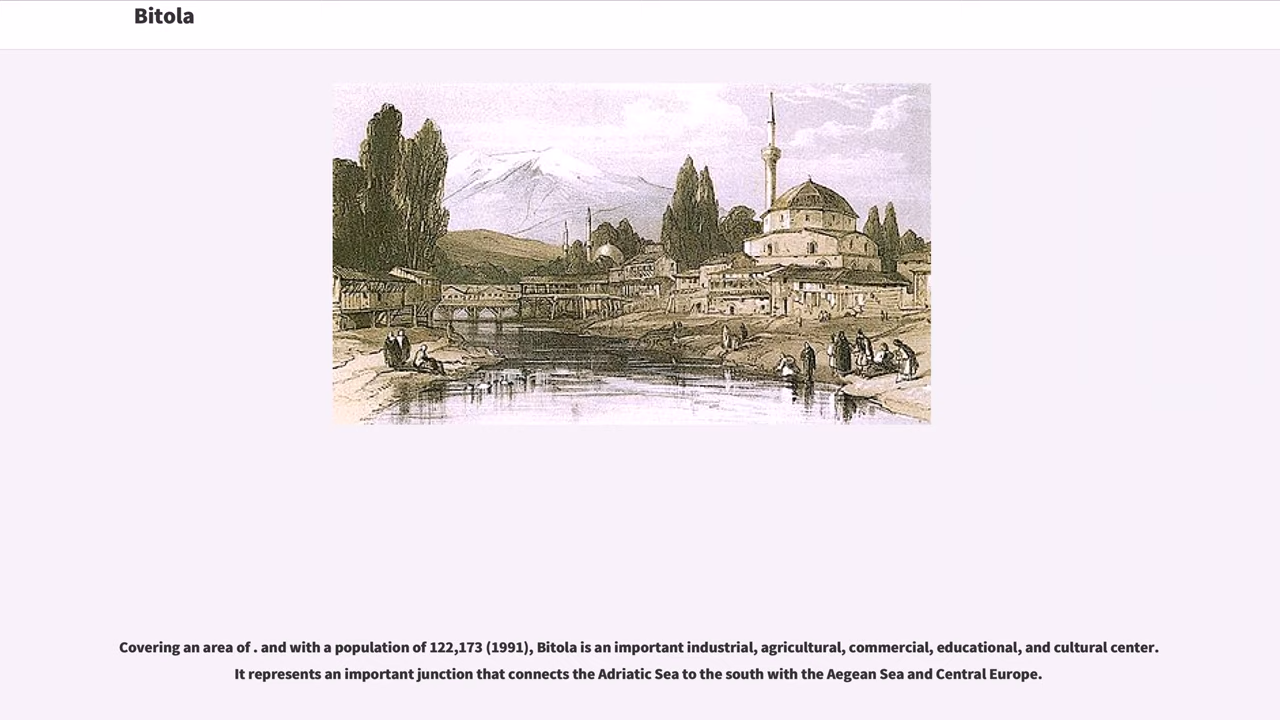 Bitola
Covering an area of . and with a population of 122,173 (1991), Bitola is an important industrial, agricultural, commercial, educational, and cultural center.
It represents an important junction that connects the Adriatic Sea to the south with the Aegean Sea and Central Europe.